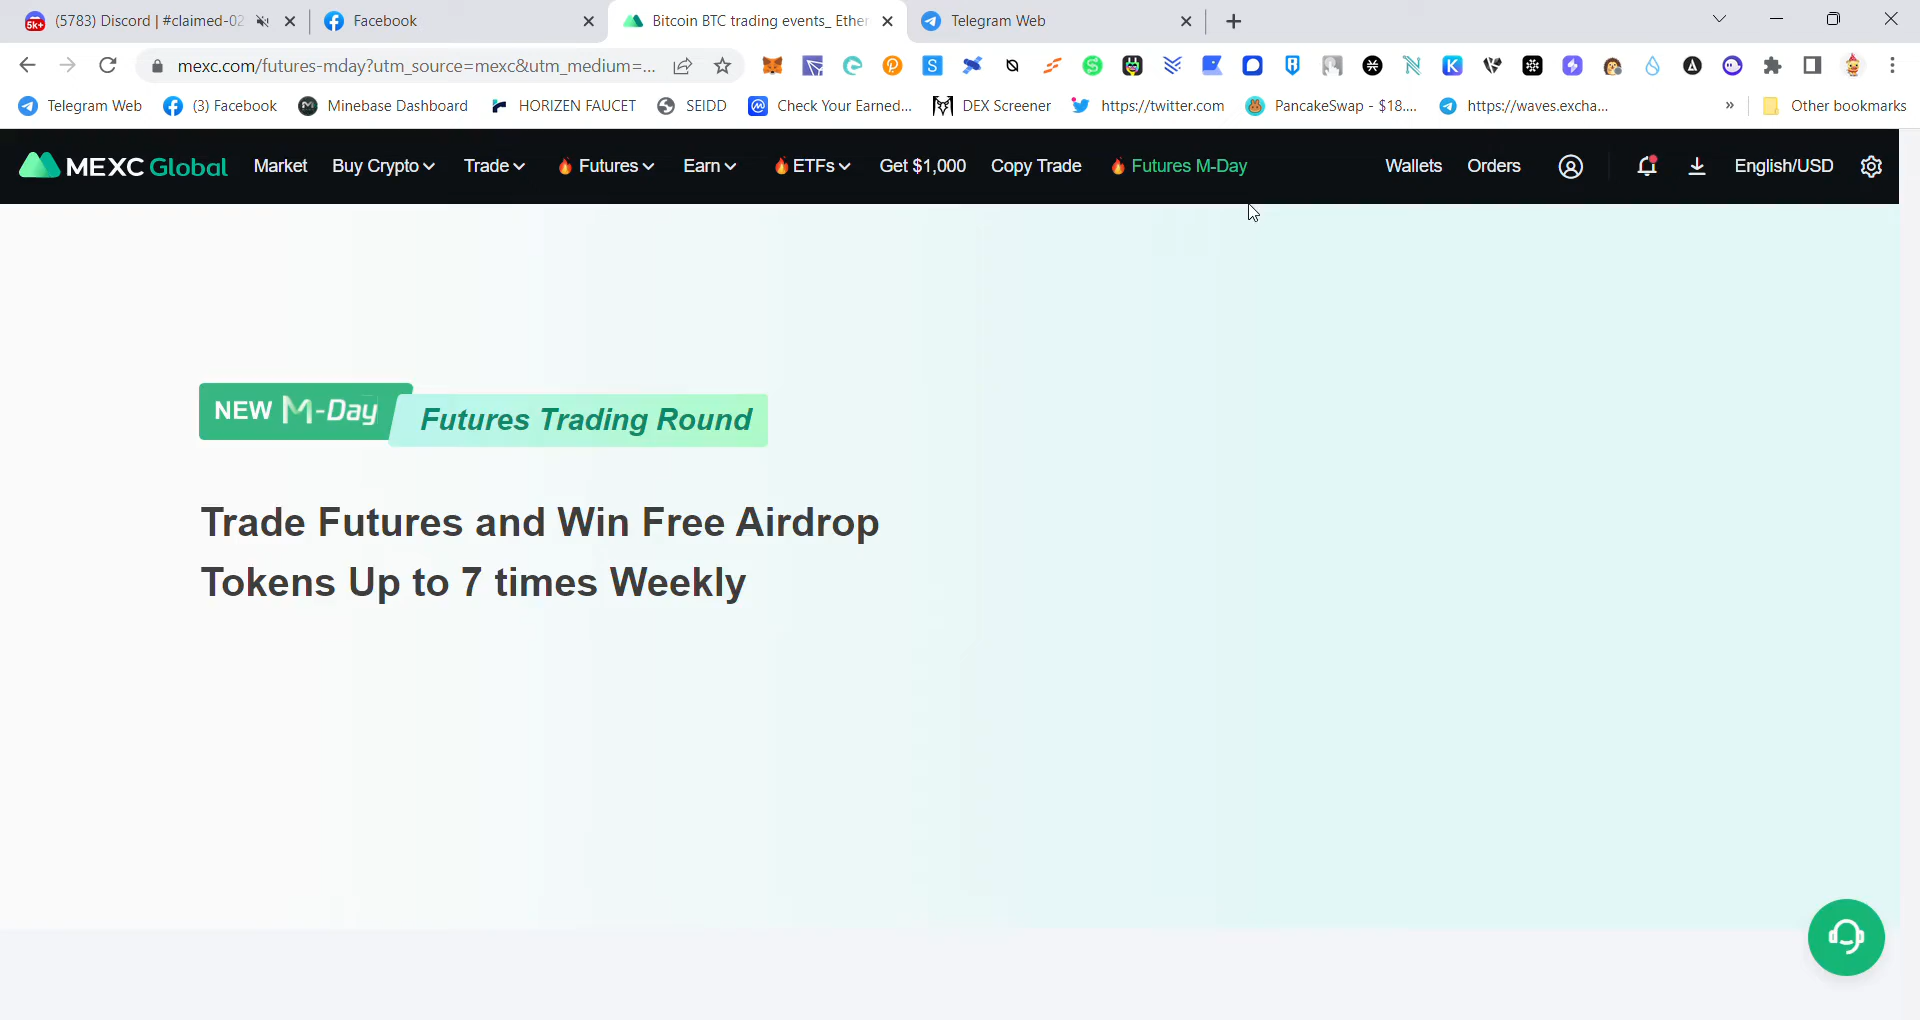 (5783) Discord | #claimed-02
Facebook
Bitcoin BTC trading events_ Ether
Telegram Web
mexc.com/futures-mday?utm_source=mexc&utm_medium=...
Telegram Web
(3) Facebook
Minebase Dashboard
HORIZEN FAUCET
SEIDD
Check Your Earned...
DEX Screener
https://twitter.com
PancakeSwap - $18....
https://waves.excha...
»
Other bookmarks
MEXC Global
Market
Buy Crypto
Trade
Futures
Earn
ETFs
Get $1,000
Copy Trade
Futures M-Day
Wallets
Orders
English/USD
NEW M-Day
Futures Trading Round
Trade Futures and Win Free Airdrop
Tokens Up to 7 times Weekly